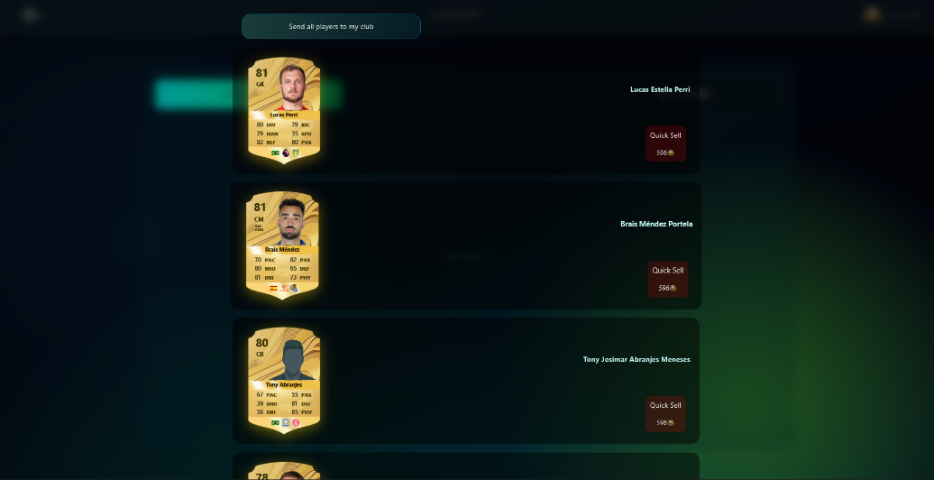 Send all players to my club
81
GK
Lucas Perri
80 DIV 79 KIC
79 HAN 35 SPD
82 REF 80 POS
Lucas Estella Perri
Quick Sell
596
81
CM
Brais Méndez
70 PAC 82 PAS
80 SHO 65 DEF
81 DRI 73 PHY
Brais Méndez Portela
Quick Sell
596
80
CB
Tony Abranjes
67 PAC 55 PAS
39 SHO 81 DEF
58 DRI 83 PHY
Tony Josimar Abranjes Meneses
Quick Sell
596
78